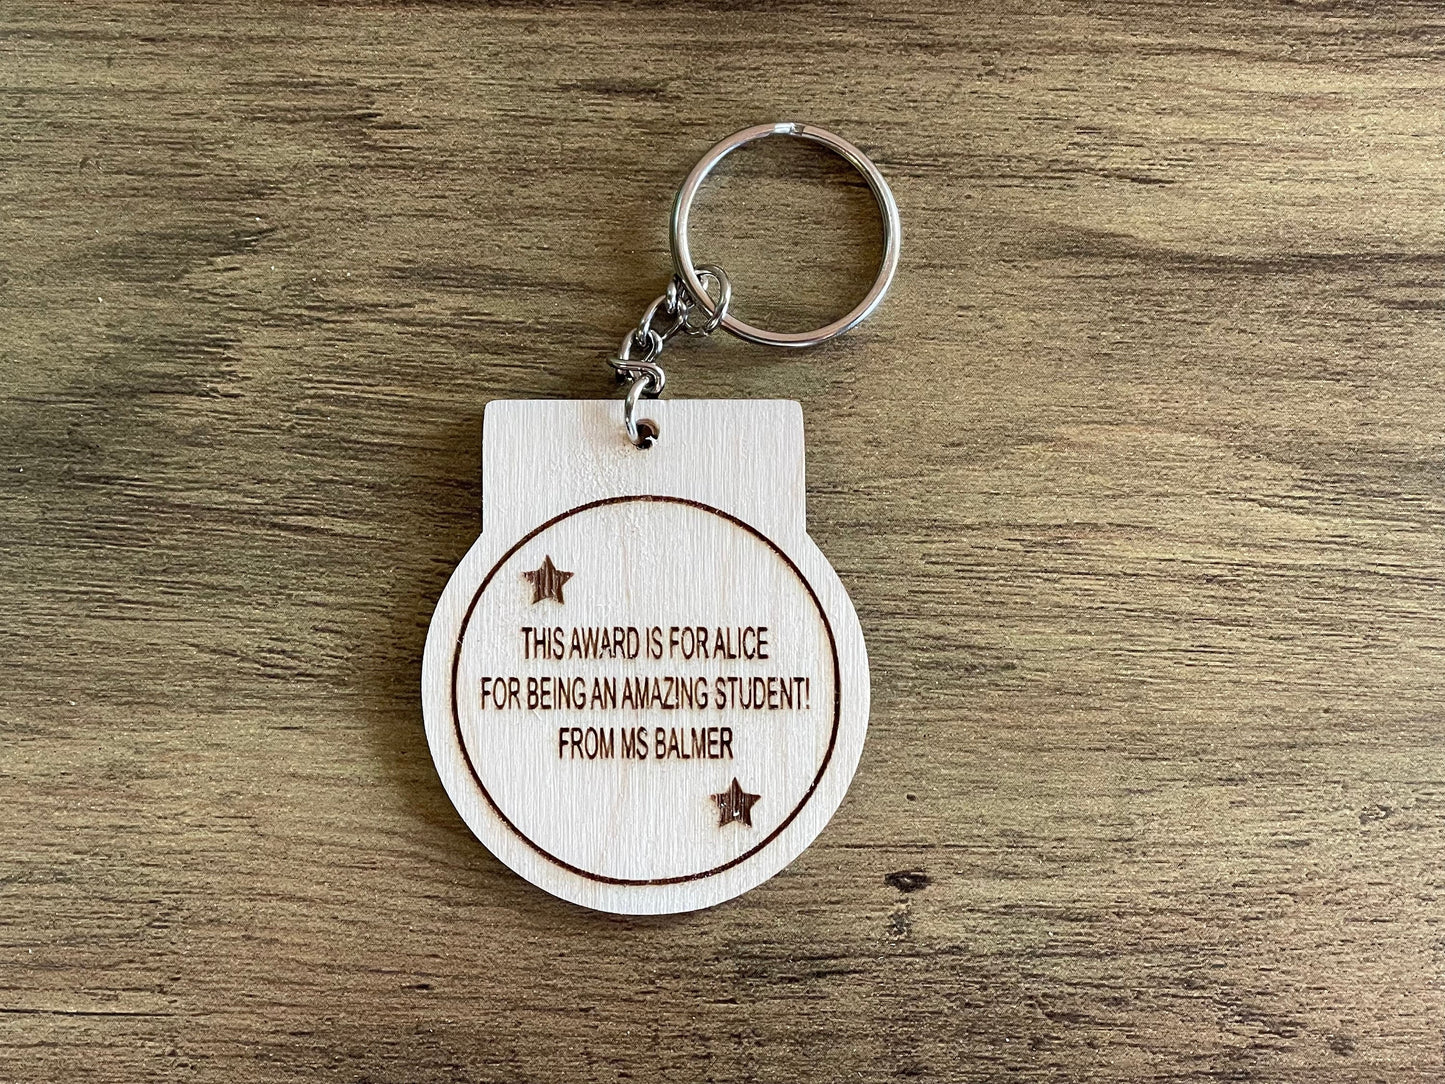 THIS AWARD IS FOR ALICE
FOR BEING AN AMAZING STUDENT!
FROM MS BALMER